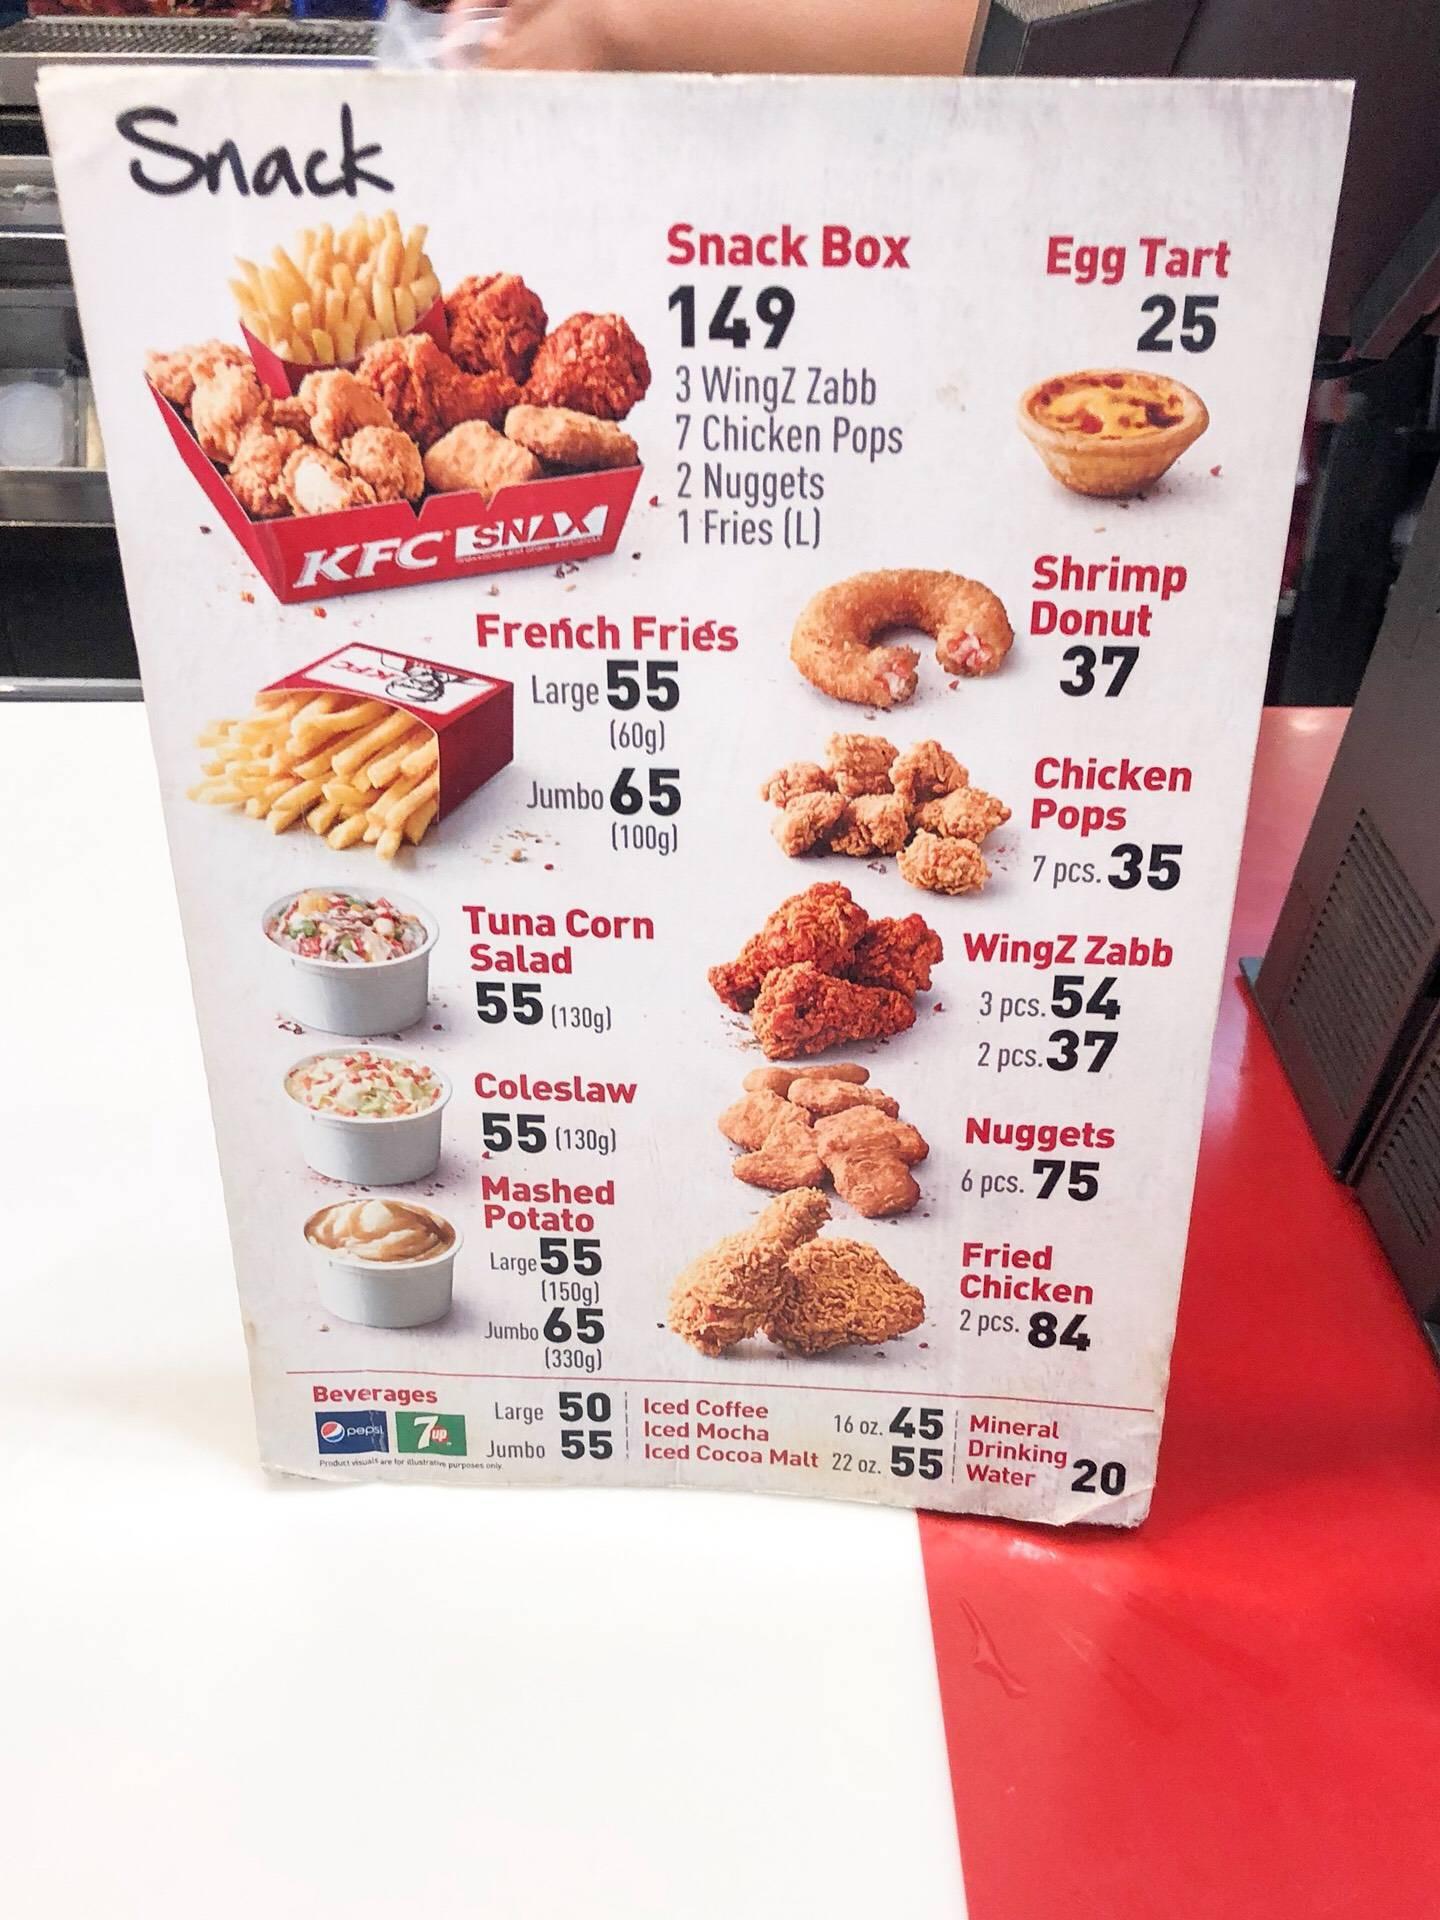 Snack
Snack Box
149
3 WingZ Zabb
7 Chicken Pops
2 Nuggets
1 Fries (L)
KFC SNAX
Egg Tart
25
Shrimp
Donut
37
French Fries
Large 55
(60g)
Jumbo 65
(100g)
KFC
Chicken
Pops
7 pcs. 35
Tuna Corn
Salad
55 (130g)
WingZ Zabb
3 pcs. 54
2 pcs. 37
Coleslaw
55 (130g)
Nuggets
6 pcs. 75
Mashed
Potato
Large 55
(150g)
Jumbo 65
(330g)
Fried
Chicken
2 pcs. 84
Beverages
pepsi 7up
Large 50
Jumbo 55
Product visuals are for illustrative purposes only.
Iced Coffee
Iced Mocha
Iced Cocoa Malt
16 oz. 45
22 oz. 55
Mineral
Drinking
Water 20